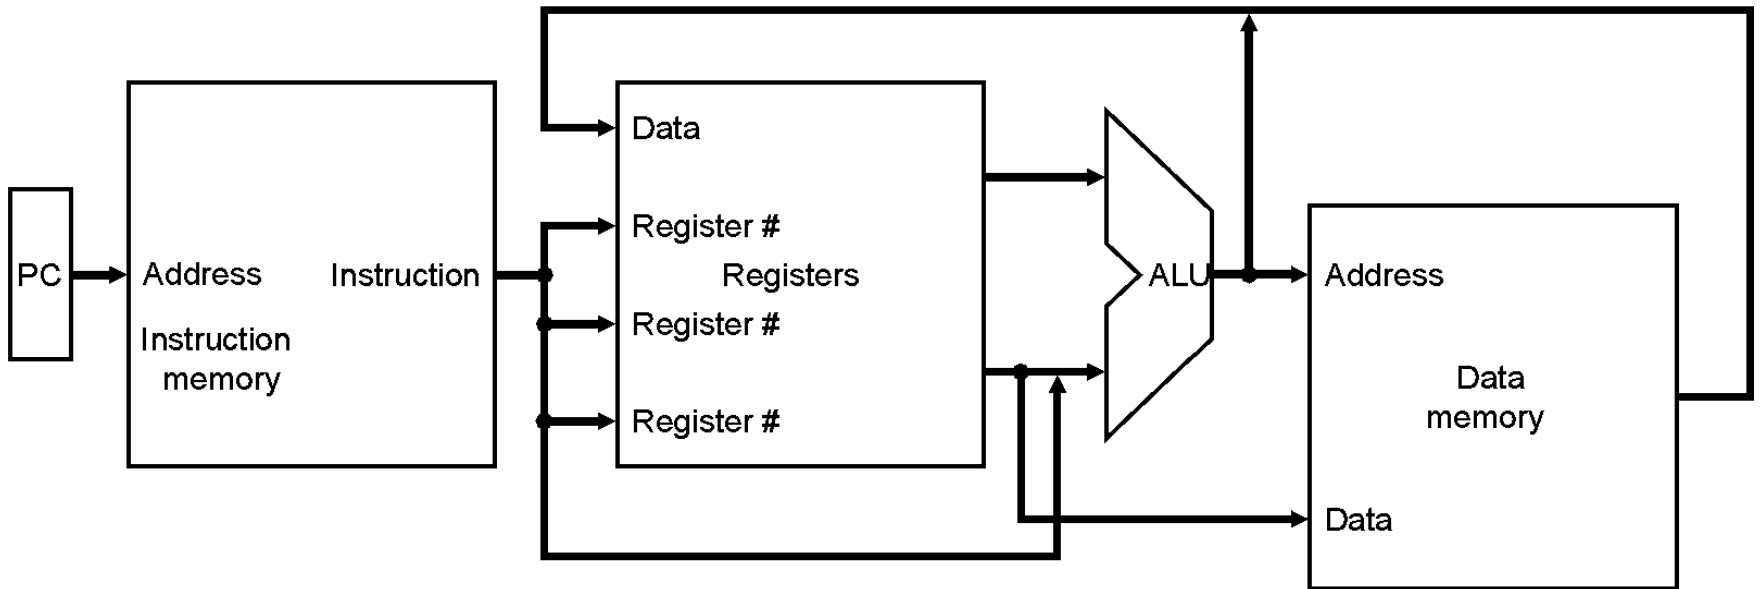 PC
Address
Instruction
Instruction
memory
Data
Register #
Registers
Register #
Register #
ALU
Address
Data
memory
Data